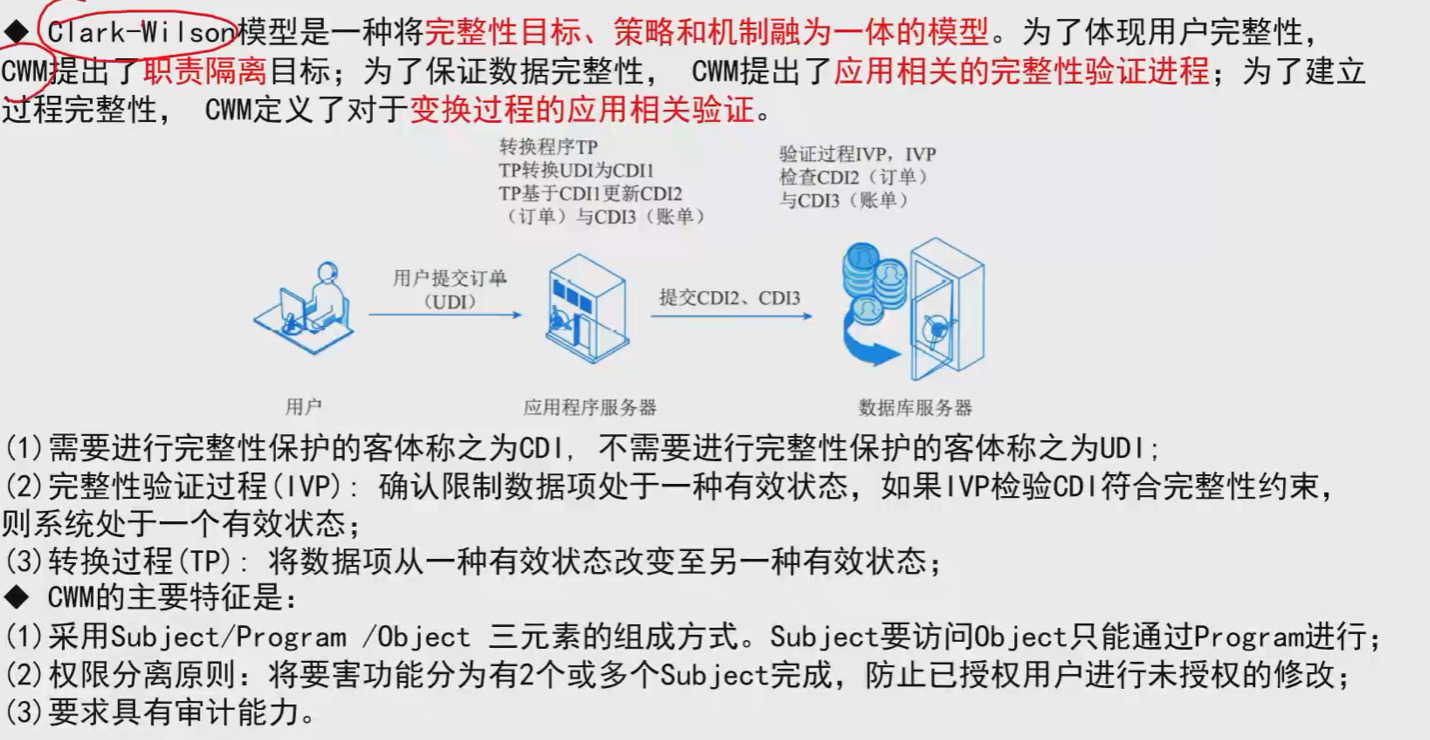 ◆ Clark-Wilson模型是一种将完整性目标、策略和机制融为一体的模型。为了体现用户完整性,
CWM提出了职责隔离目标；为了保证数据完整性， CWM提出了应用相关的完整性验证进程；为了建立
过程完整性， CWM定义了对于变换过程的应用相关验证。
转换程序TP
TP转换UDI为CDI1
TP基于CDI1更新CDI2
（订单）与CDI3（账单）
验证过程IVP，IVP
检查CDI2（订单）
与CDI3（账单）
用户提交订单
（UDI）
提交CDI2、CDI3
用户
应用程序服务器
数据库服务器
(1)需要进行完整性保护的客体称之为CDI, 不需要进行完整性保护的客体称之为UDI;
(2)完整性验证过程(IVP): 确认限制数据项处于一种有效状态，如果IVP检验CDI符合完整性约束，
则系统处于一个有效状态；
(3)转换过程(TP): 将数据项从一种有效状态改变至另一种有效状态；
◆ CWM的主要特征是：
(1)采用Subject/Program /Object 三元素的组成方式。Subject要访问Object只能通过Program进行；
(2)权限分离原则：将要害功能分为有2个或多个Subject完成，防止已授权用户进行未授权的修改；
(3)要求具有审计能力。